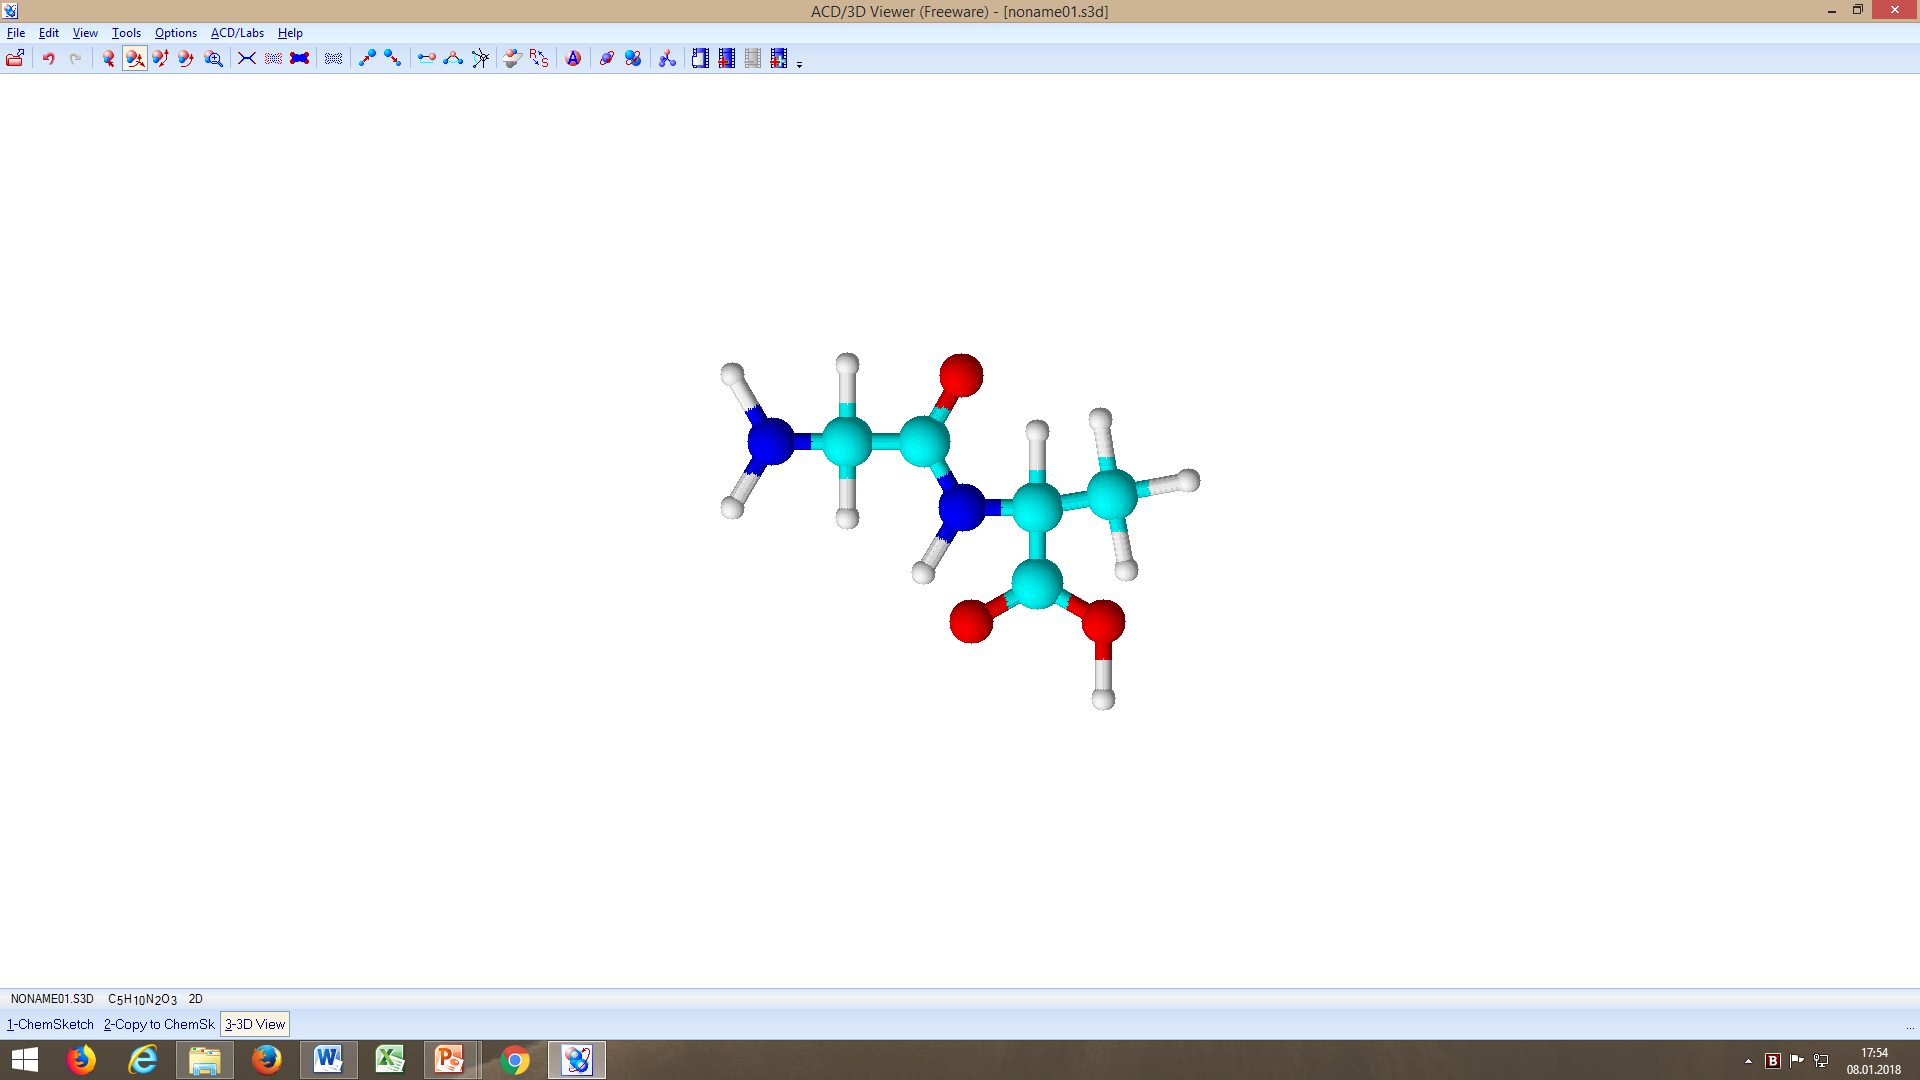 ACD/3D Viewer (Freeware) - [noname01.s3d]
File Edit View Tools Options ACD/Labs Help
NONAME01.S3D C5H10N2O3 2D
1-ChemSketch 2-Copy to ChemSk 3-3D View
17:54
08.01.2018